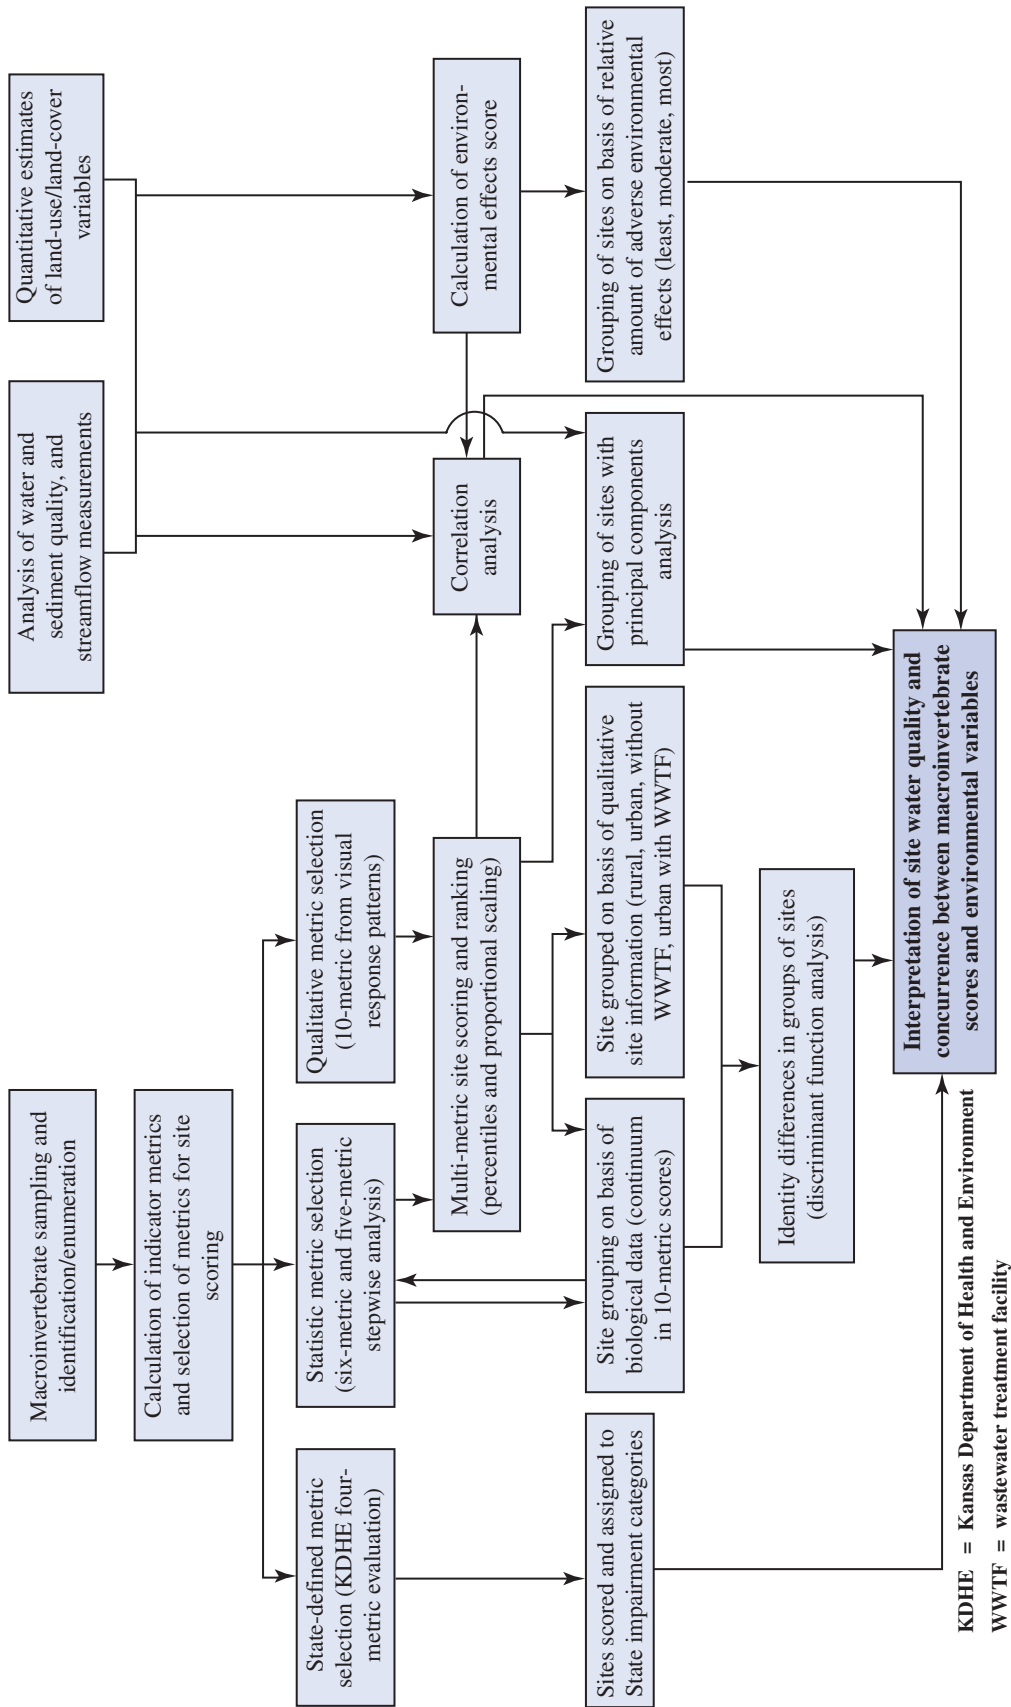 Macroinvertebrate sampling and
identification/enumeration
Analysis of water and
sediment quality, and
streamflow measurements
Quantitative estimates
of land-use/land-cover
variables
Calculation of indicator metrics
and selection of metrics for site
scoring
State-defined metric
selection (KDHE four-
metric evaluation)
Statistic metric selection
(six-metric and five-metric
stepwise analysis)
Qualitative metric selection
(10-metric from visual
response patterns)
Multi-metric site scoring and ranking
(percentiles and proportional scaling)
Correlation
analysis
Calculation of environ-
mental effects score
Sites scored and assigned to
State impairment categories
Site grouping on basis of
biological data (continuum
in 10-metric scores)
Site grouped on basis of qualitative
site information (rural, urban, without
WWTF, urban with WWTF)
Grouping of sites with
principal components
analysis
Grouping of sites on basis of relative
amount of adverse environmental
effects (least, moderate, most)
Identity differences in groups of sites
(discriminant function analysis)
Interpretation of site water quality and
concurrence between macroinvertebrate
scores and environmental variables
KDHE = Kansas Department of Health and Environment
WWTF = wastewater treatment facility